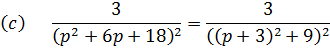 (c) 3/(p² + 6p + 18)² = 3/((p + 3)² + 9)²